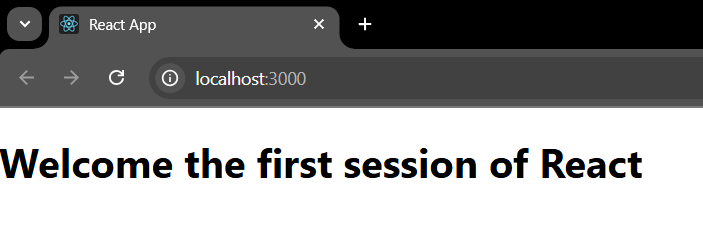 React App
localhost:3000
Welcome the first session of React